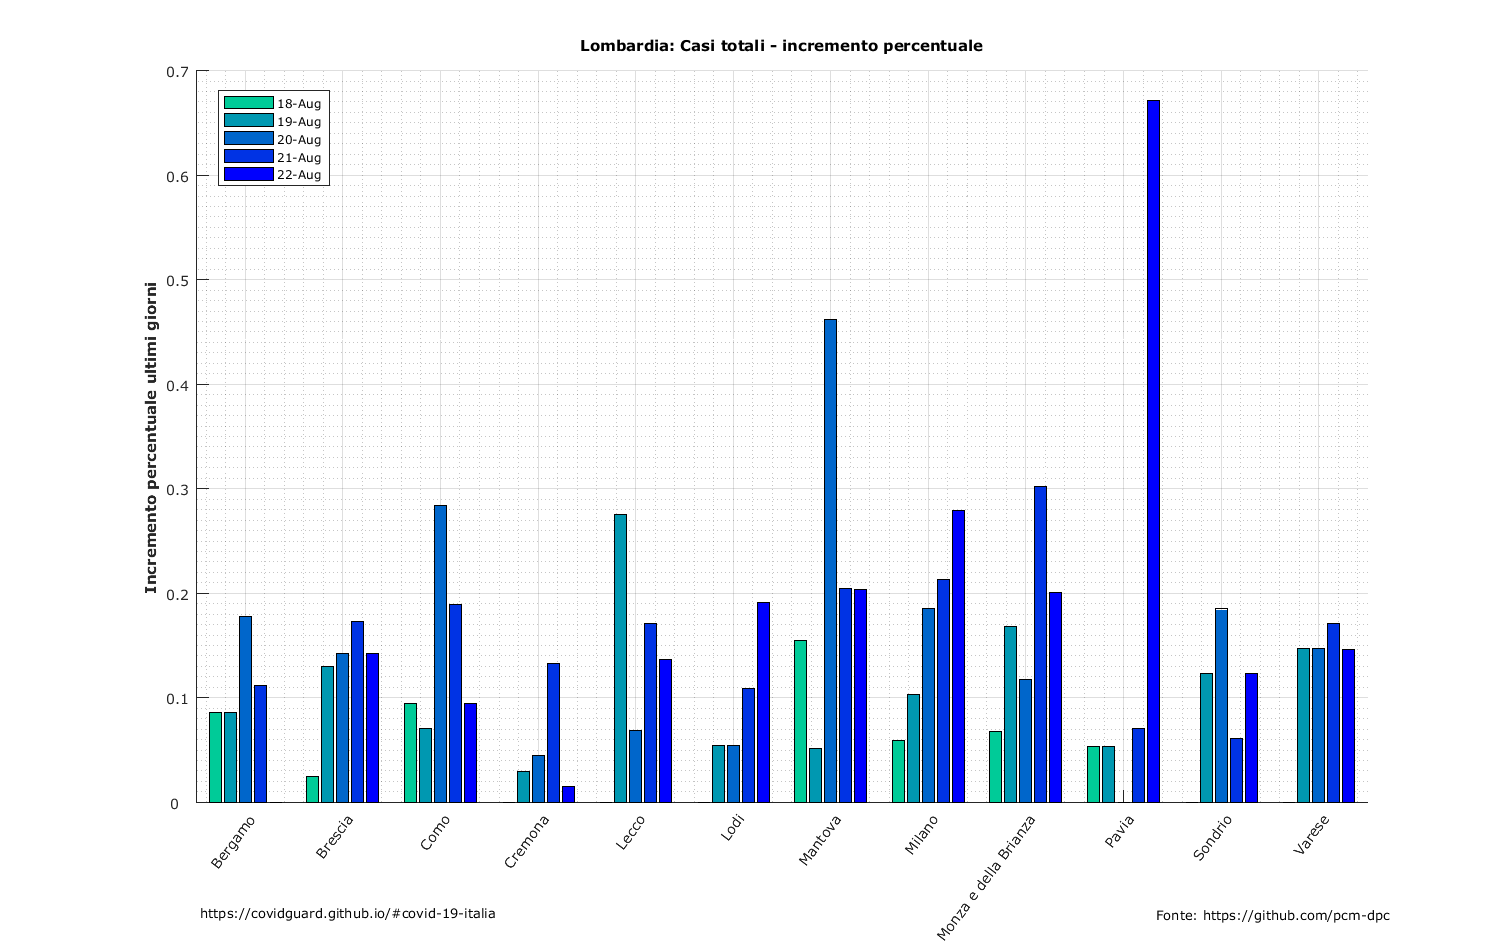 Lombardia: Casi totali - incremento percentuale
18-Aug
19-Aug
20-Aug
21-Aug
22-Aug
Incremento percentuale ultimi giorni
0.7
0.6
0.5
0.4
0.3
0.2
0.1
0
Bergamo
Brescia
Como
Cremona
Lecco
Lodi
Mantova
Milano
Monza e della Brianza
Pavia
Sondrio
Varese
https://covidguard.github.io/#covid-19-italia
Fonte: https://github.com/pcm-dpc